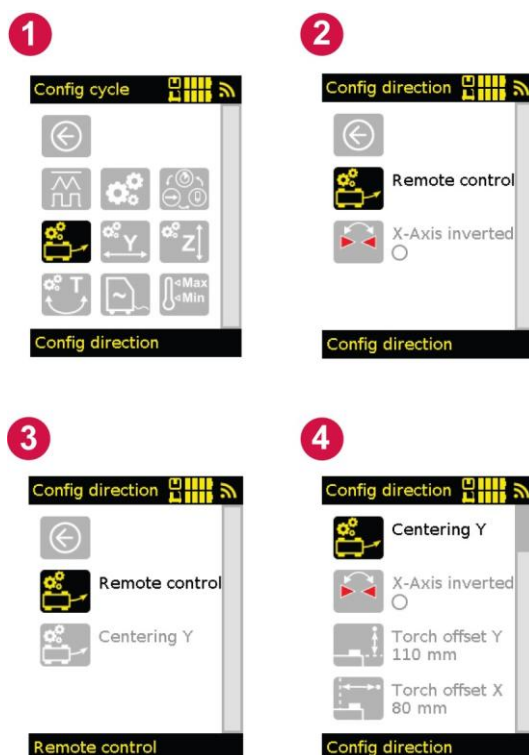 1
Config cycle
Y
Z
T
Max
Min
Config direction
2
Config direction
Remote control
X-Axis inverted
Config direction
3
Config direction
Remote control
Centering Y
Remote control
4
Config direction
Centering Y
X-Axis inverted
Torch offset Y
110 mm
Torch offset X
80 mm
Config direction